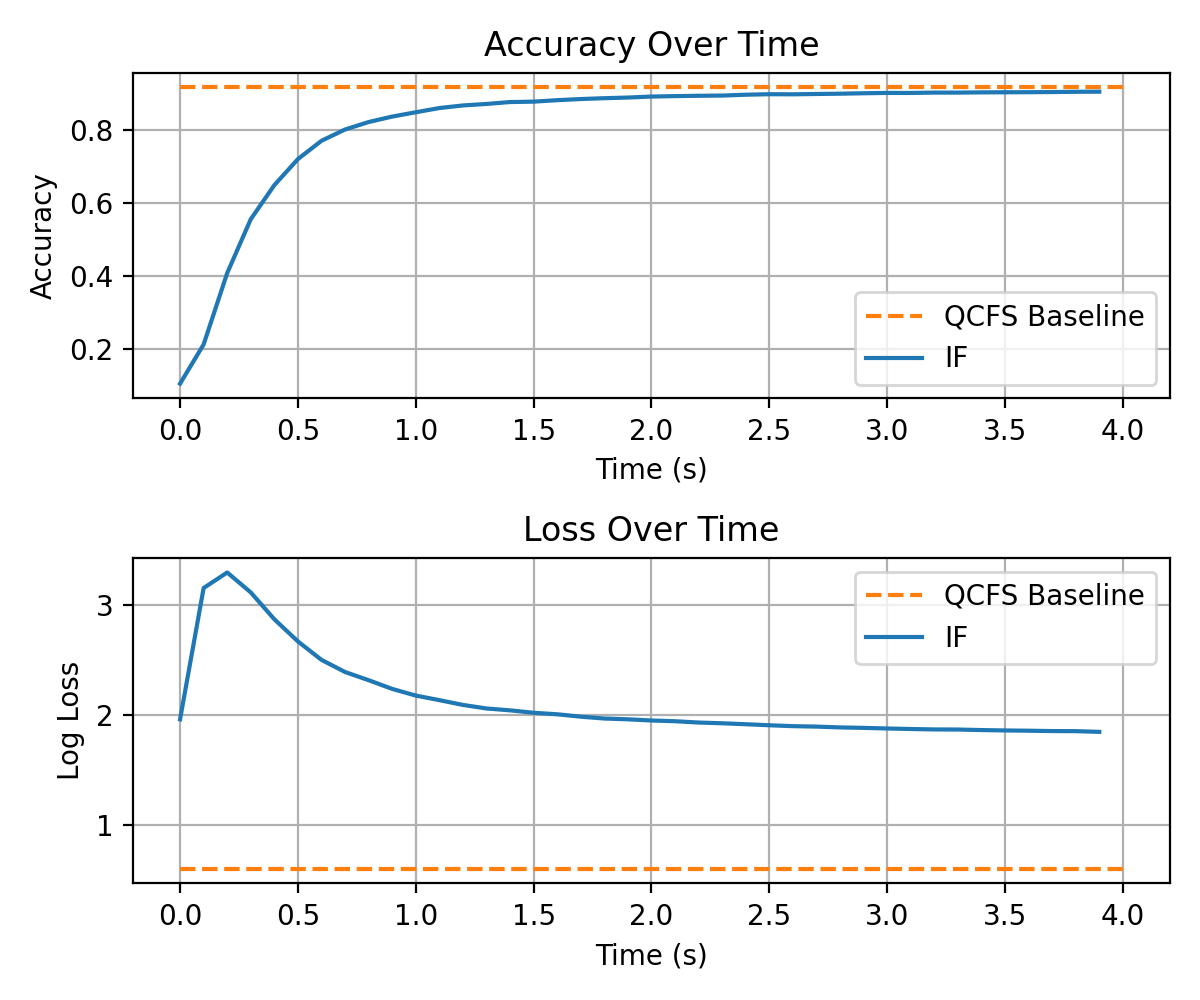 Accuracy Over Time
Accuracy
0.8
0.6
0.4
0.2
QCFS Baseline
IF
0.0 0.5 1.0 1.5 2.0 2.5 3.0 3.5 4.0
Time (s)
Loss Over Time
Log Loss
3
2
1
QCFS Baseline
IF
0.0 0.5 1.0 1.5 2.0 2.5 3.0 3.5 4.0
Time (s)